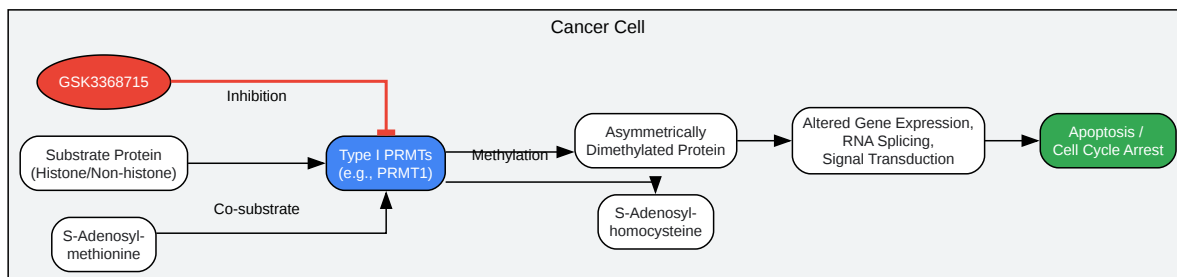 Cancer Cell
GSK3368715
Inhibition
Substrate Protein
(Histone/Non-histone)
Type I PRMTs
(e.g., PRMT1)
Methylation
Asymmetrically
Dimethylated Protein
Altered Gene Expression,
RNA Splicing,
Signal Transduction
Apoptosis /
Cell Cycle Arrest
Co-substrate
S-Adenosyl-
methionine
S-Adenosyl-
homocysteine